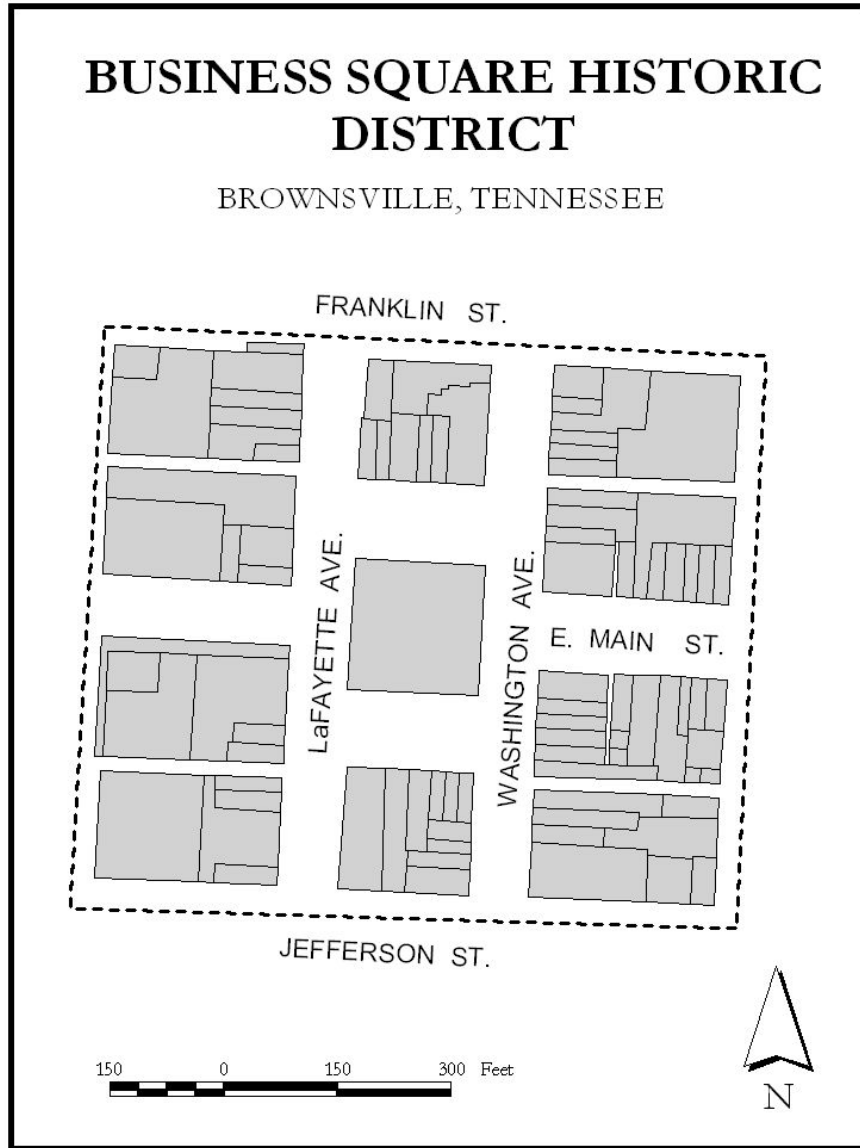 BUSINESS SQUARE HISTORIC
DISTRICT
BROWNSVILLE, TENNESSEE
FRANKLIN ST.
LaFAYETTE AVE.
WASHINGTON AVE.
E. MAIN ST.
JEFFERSON ST.
150 0 150 300 Feet
N